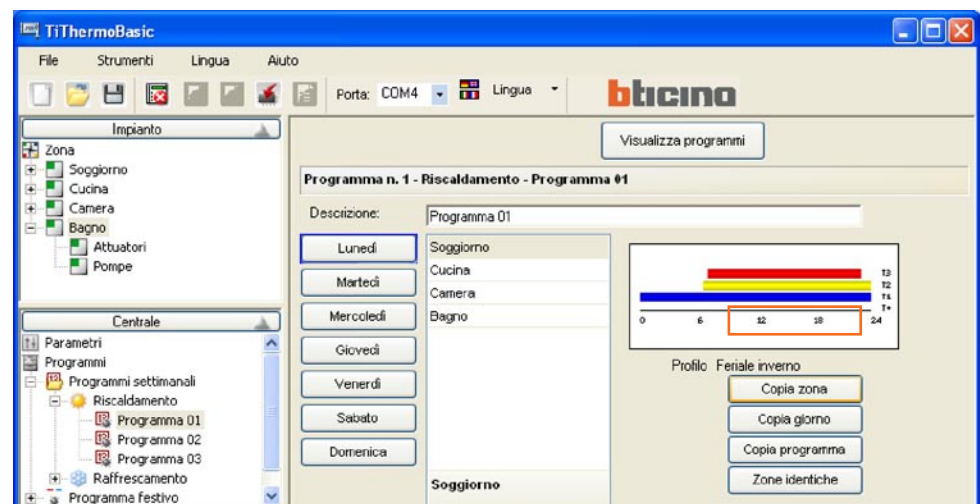 TiThermoBasic
File Strumenti Lingua Aiuto
Porta: COM4 Lingua bticino
Impianto
Zona
Soggiorno
Cucina
Camera
Bagno
Attuatori
Pompe
Centrale
Parametri
Programmi
Programmi settimanali
Riscaldamento
Programma 01
Programma 02
Programma 03
Raffrescamento
Programma festivo
Visualizza programmi
Programma n. 1 - Riscaldamento - Programma 01
Descrizione: Programma 01
Lunedì
Martedì
Mercoledì
Giovedì
Venerdì
Sabato
Domenica
Soggiorno
Cucina
Camera
Bagno
Soggiorno
T3
T2
T1
T*
0 6 12 18 24
Profilo Feriale inverno
Copia zona
Copia giorno
Copia programma
Zone identiche